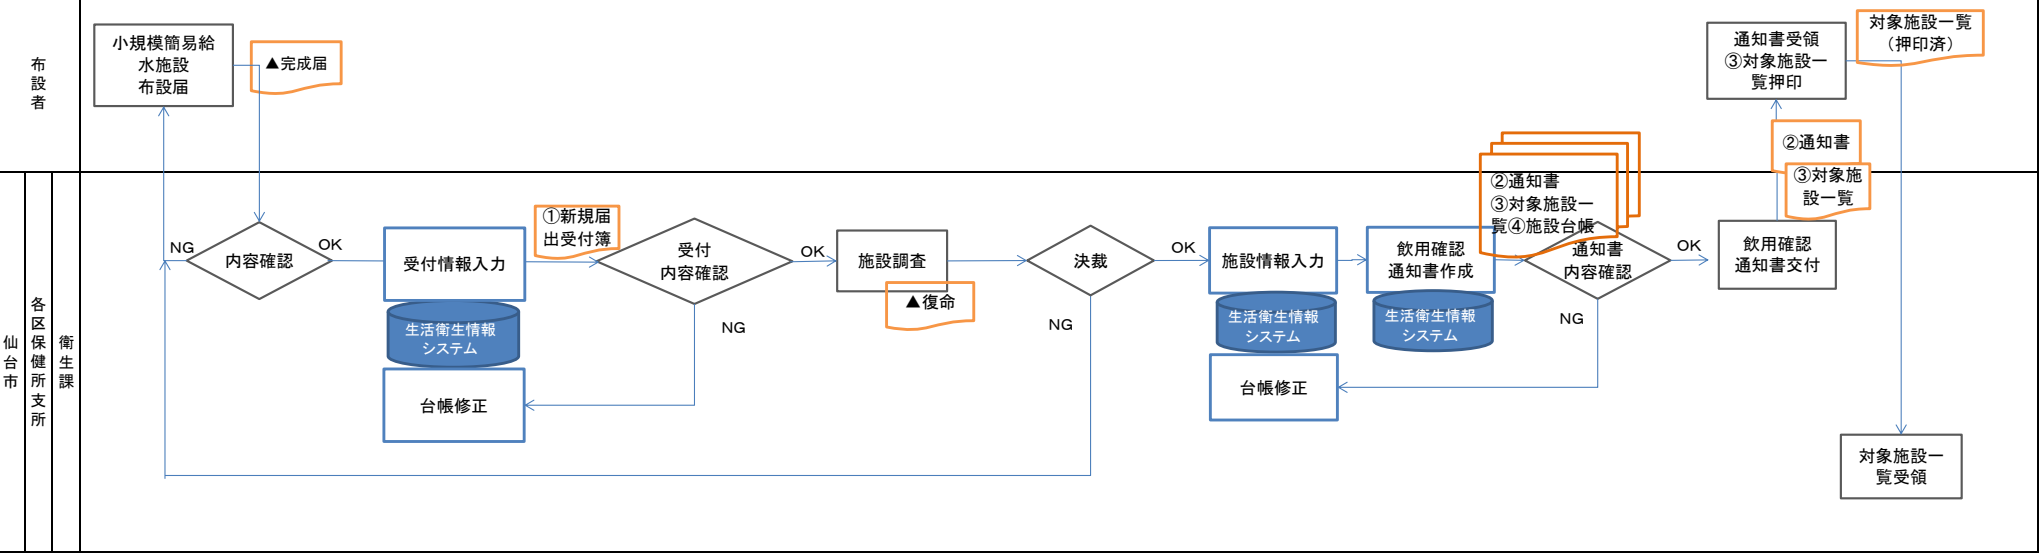 布設者
小規模簡易給
水施設
布設届
▲完成届
通知書受領
③対象施設一
覧押印
対象施設一覧
（押印済）
②通知書
③対象施
設一覧
仙台市
各区保健所支所
衛生課
NG
内容確認
OK
受付情報入力
生活衛生情報
システム
台帳修正
①新規届
出受付簿
受付
内容確認
OK
NG
施設調査
▲復命
決裁
OK
NG
施設情報入力
生活衛生情報
システム
台帳修正
飲用確認
通知書作成
生活衛生情報
システム
②通知書
③対象施設一
覧④施設台帳
通知書
内容確認
OK
NG
飲用確認
通知書交付
対象施設一
覧受領